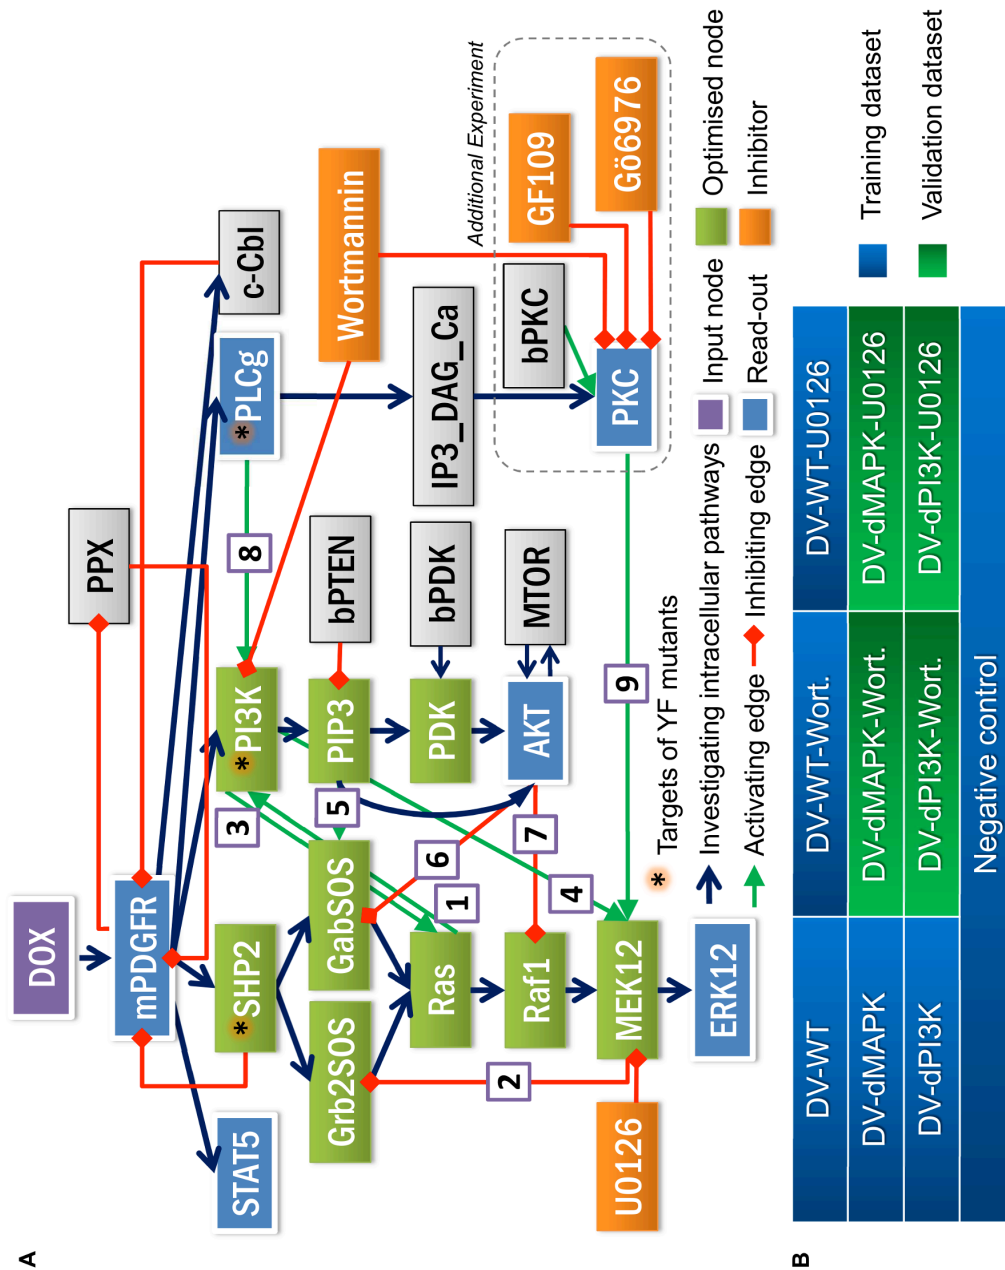 A
DOX
PPX
mPDGFR
STAT5
*SHP2
*PI3K
*PLCg
c-Cbl
3
8
Grb2SOS
GabSOS
5
PIP3
bPTEN
Wortmannin
1
6
Ras
PDK
bPDK
IP3_DAG_Ca
Additional Experiment
2
Raf1
7
AKT
MTOR
bPKC
GF109
4
U0126
MEK12
9
PKC
Gö6976
ERK12
* Targets of YF mutants
Investigating intracellular pathways
Input node
Optimised node
Activating edge
Inhibiting edge
Read-out
Inhibitor
B
DV-WT
DV-WT-Wort.
DV-WT-U0126
DV-dMAPK
DV-dMAPK-Wort.
DV-dMAPK-U0126
DV-dPI3K
DV-dPI3K-Wort.
DV-dPI3K-U0126
Negative control
Training dataset
Validation dataset